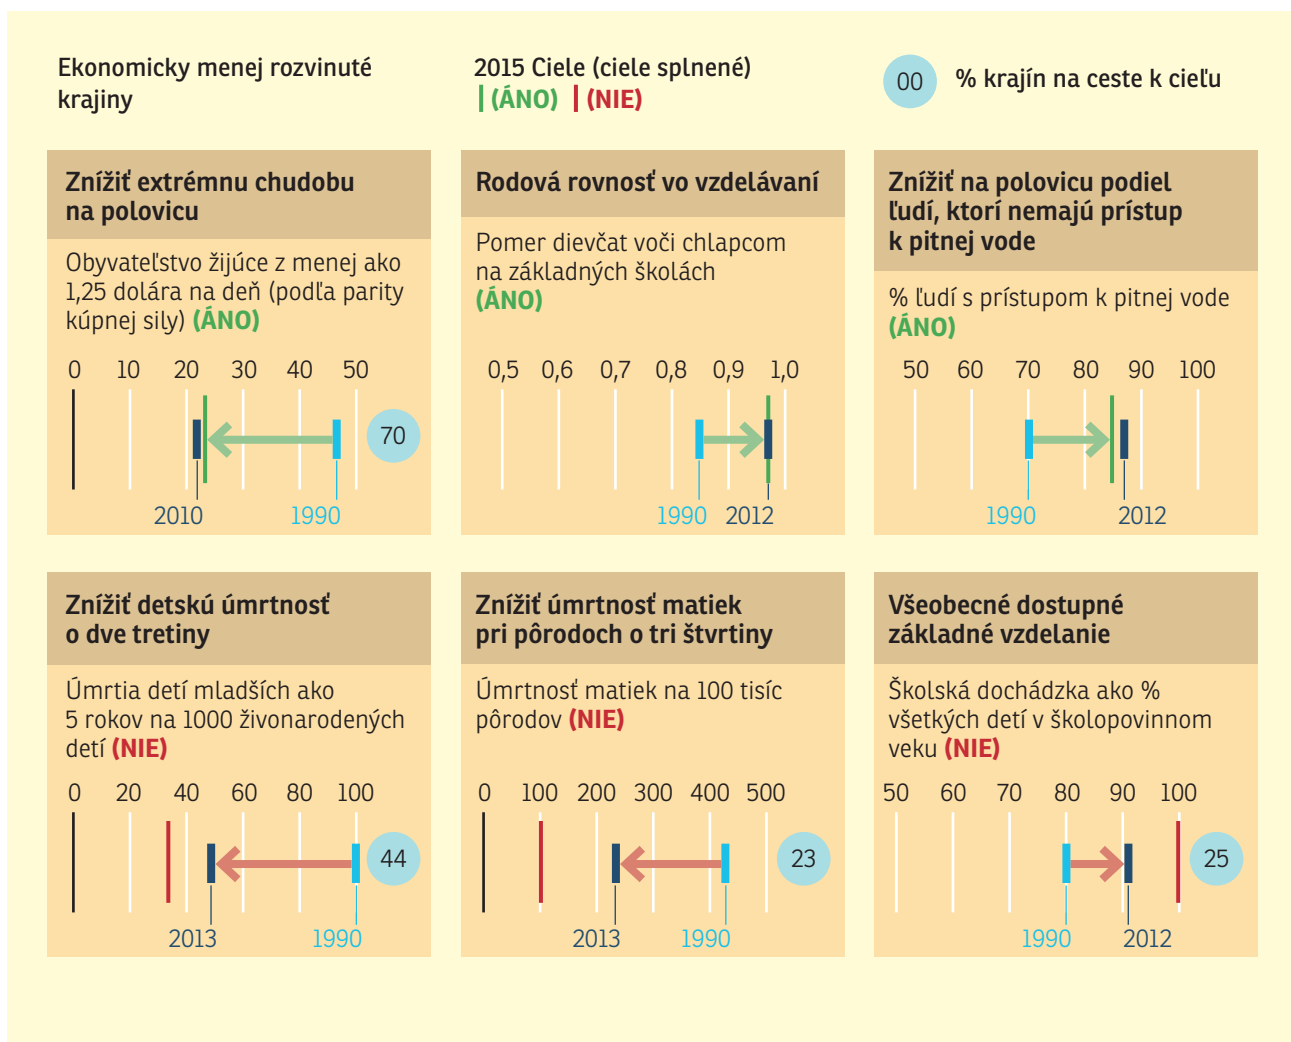 Ekonomicky menej rozvinuté
krajiny
2015 Ciele (ciele splnené)
(ÁNO) (NIE)
00
% krajín na ceste k cieľu
Znížiť extrémnu chudobu
na polovicu
Obyvateľstvo žijúce z menej ako
1,25 dolára na deň (podľa parity
kúpnej sily) (ÁNO)
0 10 20 30 40 50
70
2010 1990
Rodová rovnosť vo vzdelávaní
Pomer dievčat voči chlapcom
na základných školách
(ÁNO)
0,5 0,6 0,7 0,8 0,9 1,0
1990 2012
Znížiť na polovicu podiel
ľudí, ktorí nemajú prístup
k pitnej vode
% ľudí s prístupom k pitnej vode
(ÁNO)
50 60 70 80 90 100
1990 2012
Znížiť detskú úmrtnosť
o dve tretiny
Úmrtia detí mladších ako
5 rokov na 1000 živonarodených
detí (NIE)
0 20 40 60 80 100
44
2013 1990
Znížiť úmrtnosť matiek
pri pôrodoch o tri štvrtiny
Úmrtnosť matiek na 100 tisíc
pôrodov (NIE)
0 100 200 300 400 500
23
2013 1990
Všeobecné dostupné
základné vzdelanie
Školská dochádzka ako %
všetkých detí v školopovinnom
veku (NIE)
50 60 70 80 90 100
25
1990 2012